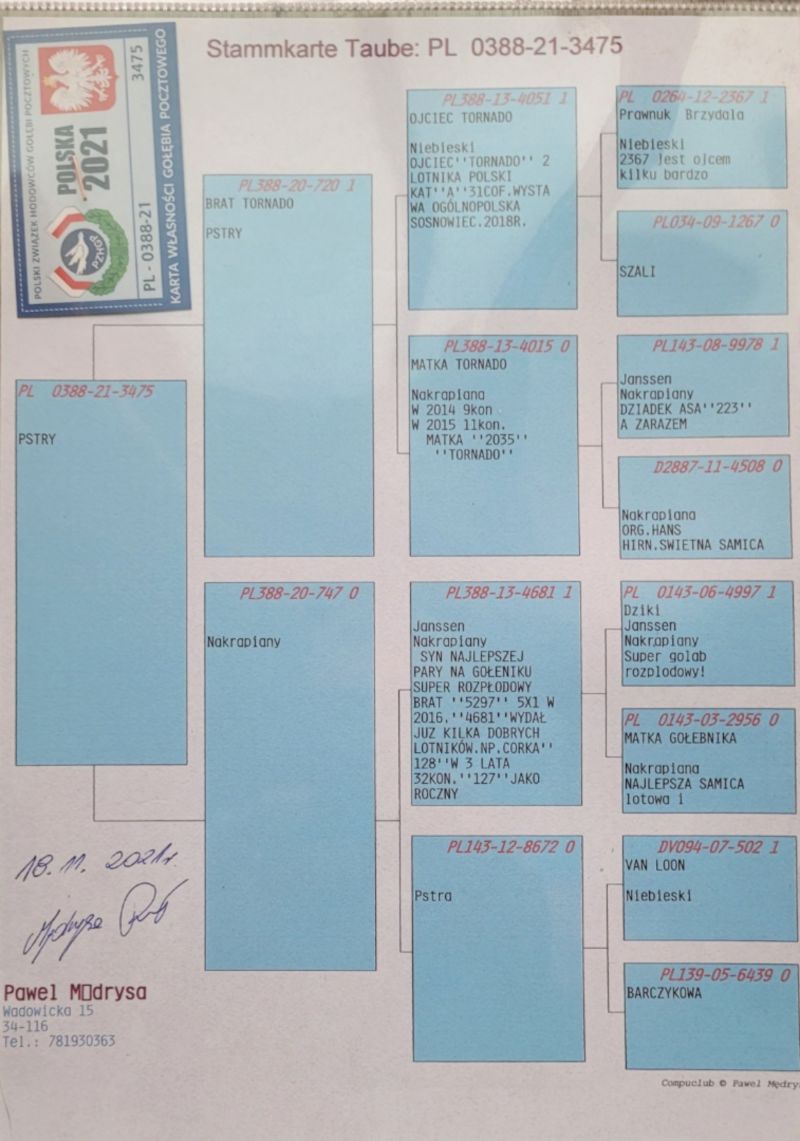 Stammkarte Taube: PL 0388-21-3475
POLSKI ZWIĄZEK HODOWCÓW GOŁĘBI POCZTOWYCH
POLSKA
2021
PZHGP
PL - 0388-21
3475
KARTA WŁASNOŚCI GOŁĘBIA POCZTOWEGO
PL 0388-21-3475
PSTRY
PL388-20-720 1
BRAT TORNADO
PSTRY
PL388-20-747 0
Nakrapiany
PL388-13-4051 1
OJCIEC TORNADO
Niebieski
OJCIEC''TORNADO'' 2
LOTNIKA POLSKI
KAT''A''31COF.WYSTA
WA OGÓLNOPOLSKA
SOSNOWIEC.2018R.
PL388-13-4015 0
MATKA TORNADO
Nakrapiana
W 2014 9kon
W 2015 11kon.
MATKA ''2035''
''TORNADO''
PL388-13-4681 1
Janssen
Nakrapiany
SYN NAJLEPSZEJ
PARY NA GOŁENIKU
SUPER ROZPŁODOWY
BRAT ''5297'' 5X1 W
2016.''4681''WYDAŁ
JUZ KILKA DOBRYCH
LOTNIKÓW.NP.CORKA''
128''W 3 LATA
32KON.''127''JAKO
ROCZNY
PL143-12-8672 0
Pstra
PL 0264-12-2367 1
Prawnuk Brzydala
Niebieski
2367 jest ojcem
kilku bardzo
PL034-09-1267 0
SZALI
PL143-08-9978 1
Janssen
Nakrapiany
DZIADEK ASA''223''
A ZARAZEM
D2887-11-4508 0
Nakrapiana
ORG.HANS
HIRN.SWIETNA SAMICA
PL 0143-06-4997 1
Dziki
Janssen
Nakrapiany
Super golab
rozplodowy!
PL 0143-03-2956 0
MATKA GOŁEBNIKA
Nakrapiana
NAJLEPSZA SAMICA
lotowa i
DV094-07-502 1
VAN LOON
Niebieski
PL139-05-6439 0
BARCZYKOWA
18.11. 2021r.
Pawel M□drysa
Wadowicka 15
34-116
Tel.: 781930363
Compuclub © Pawel Mędrys